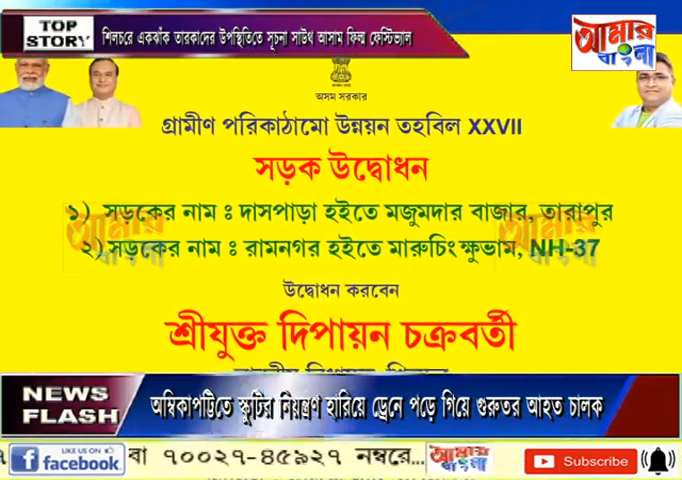 TOP STORY
শিলচরে একঝাঁক তারকাদের উপস্থিতিতে সূচনা সাউথ আসাম ফিল্ম ফেস্টিভ্যাল
আমার বাংলা
অসম সরকার
গ্রামীণ পরিকাঠামো উন্নয়ন তহবিল XXVII
সড়ক উদ্বোধন
১) সড়কের নাম ঃ দাসপাড়া হইতে মজুমদার বাজার, তারাপুর
২) সড়কের নাম ঃ রামনগর হইতে মারুচিং ক্ষুভাম, NH-37
আমার বাংলা
আমার বাংলা
উদ্বোধন করবেন
শ্রীযুক্ত দিপায়ন চক্রবর্তী
NEWS FLASH
অম্বিকাপট্টিতে স্কুটির নিয়ন্ত্রণ হারিয়ে ড্রেনে পড়ে গিয়ে গুরুতর আহত চালক
LIKE US ON
facebook
বা ৭০০২৭-৪৫৯২৭ নম্বরে...
আমার বাংলা
Subscribe